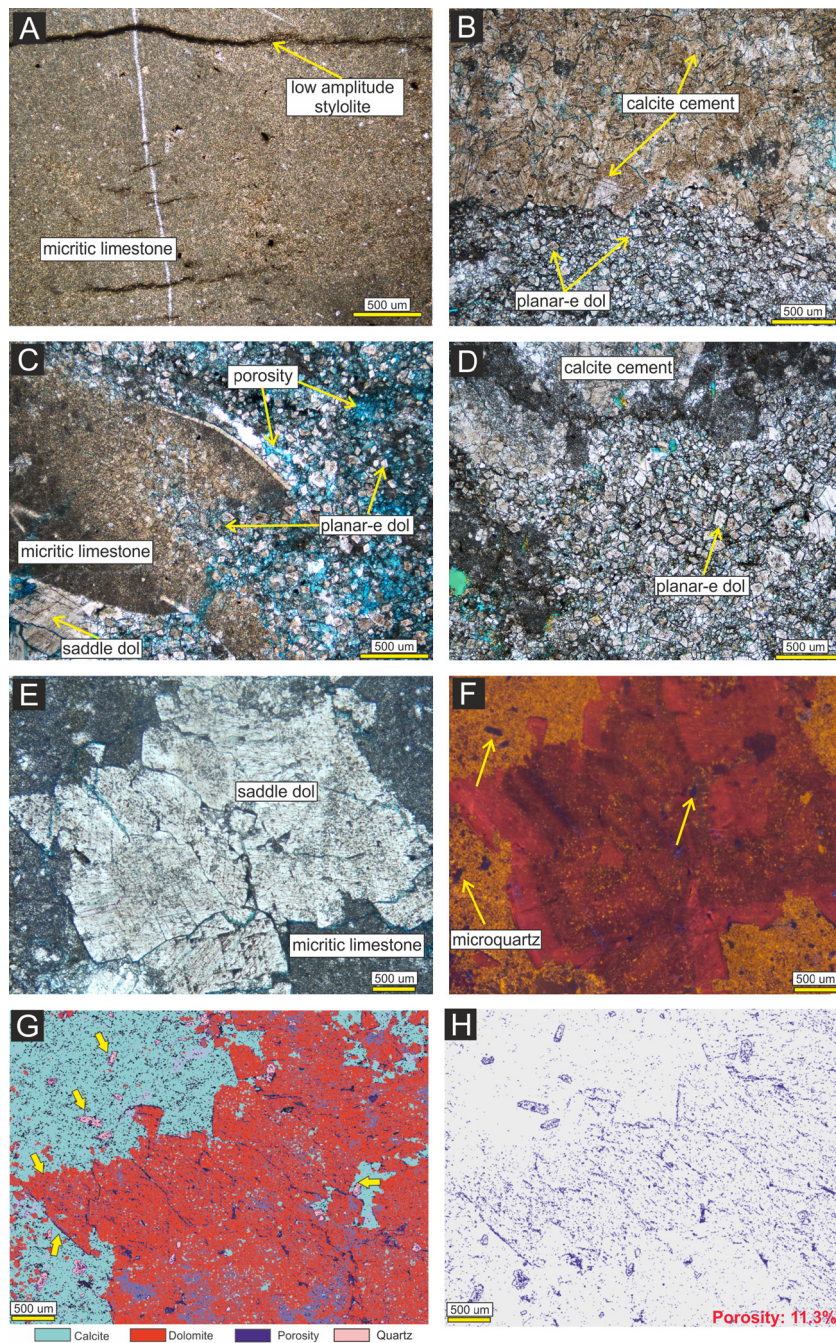 A
low amplitude
stylolite
micritic limestone
500 um
B
calcite cement
planar-e dol
500 um
C
porosity
planar-e dol
micritic limestone
saddle dol
500 um
D
calcite cement
planar-e dol
500 um
E
saddle dol
micritic limestone
500 um
F
microquartz
500 um
G
500 um
H
500 um
Porosity: 11.3%
Calcite Dolomite Porosity Quartz